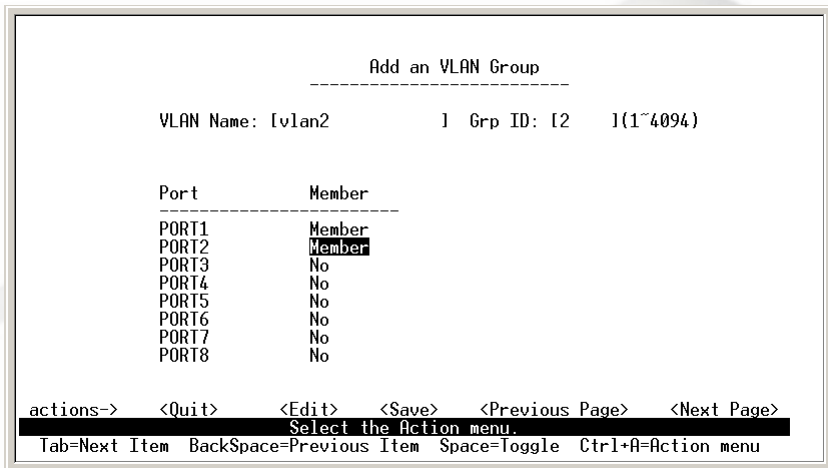 Add an VLAN Group
---------------------------
VLAN Name: [vlan2           ]  Grp ID: [2    ](1~4094)
Port           Member
-------------------------
PORT1          Member
PORT2          Member
PORT3          No
PORT4          No
PORT5          No
PORT6          No
PORT7          No
PORT8          No
actions->    <Quit>      <Edit>    <Save>    <Previous Page>    <Next Page>
Select the Action menu.
Tab=Next Item  BackSpace=Previous Item  Space=Toggle  Ctrl+A=Action menu